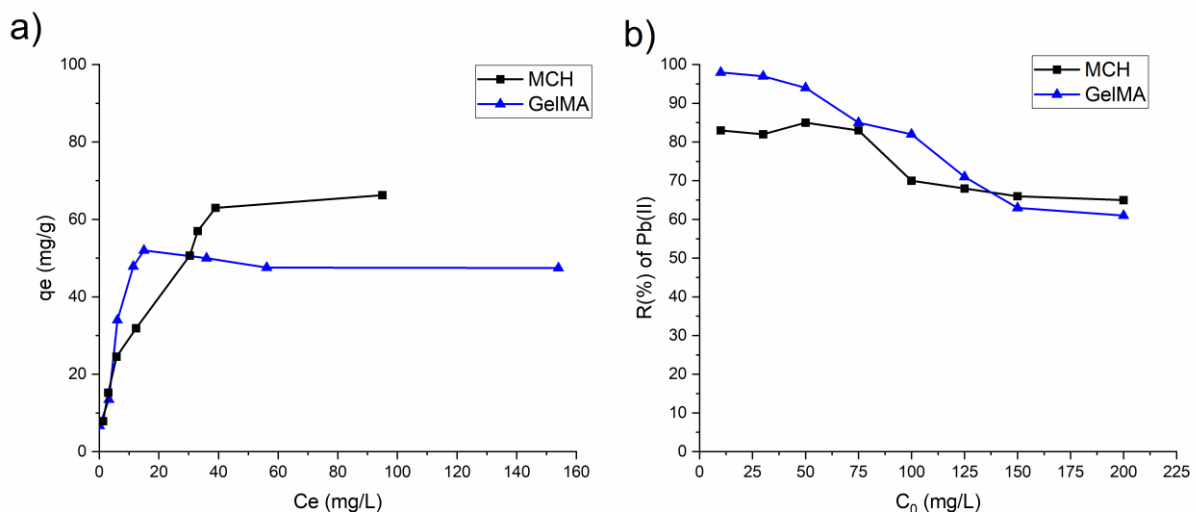 a)
100
80
60
40
20
0
qe (mg/g)
0 20 40 60 80 100 120 140 160
Ce (mg/L)
MCH
GelMA
b)
100
90
80
70
60
50
40
30
20
10
0
R(%) of Pb(II)
0 25 50 75 100 125 150 175 200 225
C₀ (mg/L)
MCH
GelMA